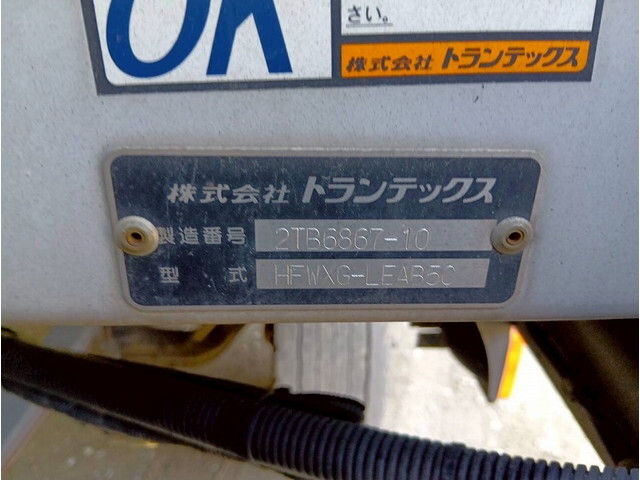 OK
さい。
株式会社 トランテックス
株式会社 トランテックス
製造番号 2TB6867-10
型 式 HFWXG-LEAB5C